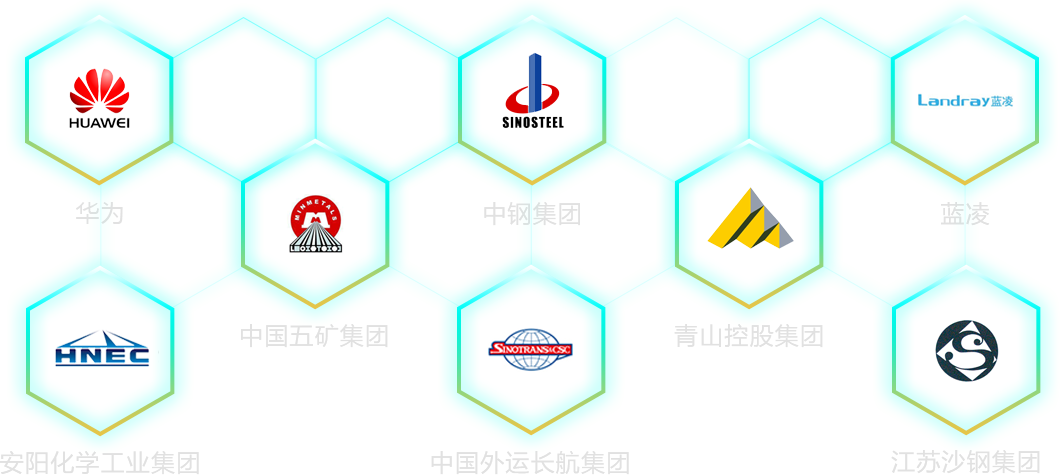 HUAWEI
华为
SINOSTEEL
中钢集团
Landray蓝凌
蓝凌
MINMETALS
中国五矿集团
青山控股集团
HNEC
安阳化学工业集团
SINOTRANS&CSC
中国外运长航集团
江苏沙钢集团